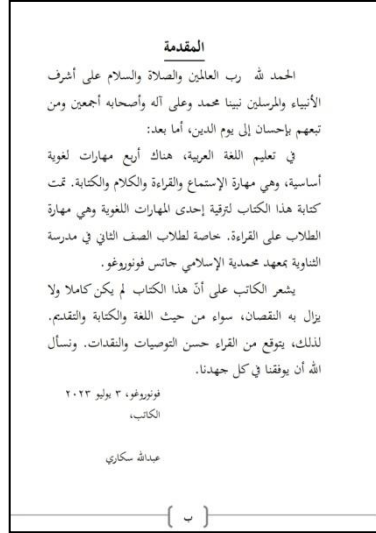 المقدمة
الحمد لله رب العالمين والصلاة والسلام على أشرف
الأنبياء والمرسلين نبينا محمد وعلى آله وأصحابه أجمعين ومن
تبعهم بإحسان إلى يوم الدين، أما بعد:
في تعليم اللغة العربية، هناك أربع مهارات لغوية
أساسية، وهي مهارة الإستماع والقراءة والكلام والكتابة. تمت
كتابة هذا الكتاب لترقية إحدى المهارات اللغوية وهي مهارة
الطلاب على القراءة. خاصة لطلاب الصف الثاني في مدرسة
الثناوية بمعهد محمدية الإسلامي جاتس فونوروغو.
يشعر الكاتب على أنّ هذا الكتاب لم يكن كاملا ولا
يزال به النقصان، سواء من حيث اللغة والكتابة والتقديم.
لذلك، يتوقع من القراء حسن التوصيات والنقدات. ونسأل
الله أن يوفقنا في كل جهدنا.
فونوروغو، ٣ يوليو ٢٠٢٣
الكاتب،
عبدالله سكاري
ب